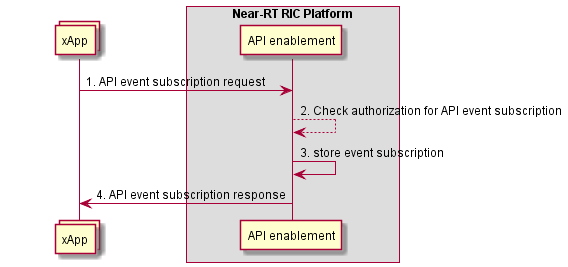 Near-RT RIC Platform
xApp
API enablement
1. API event subscription request
2. Check authorization for API event subscription
3. store event subscription
4. API event subscription response
xApp
API enablement